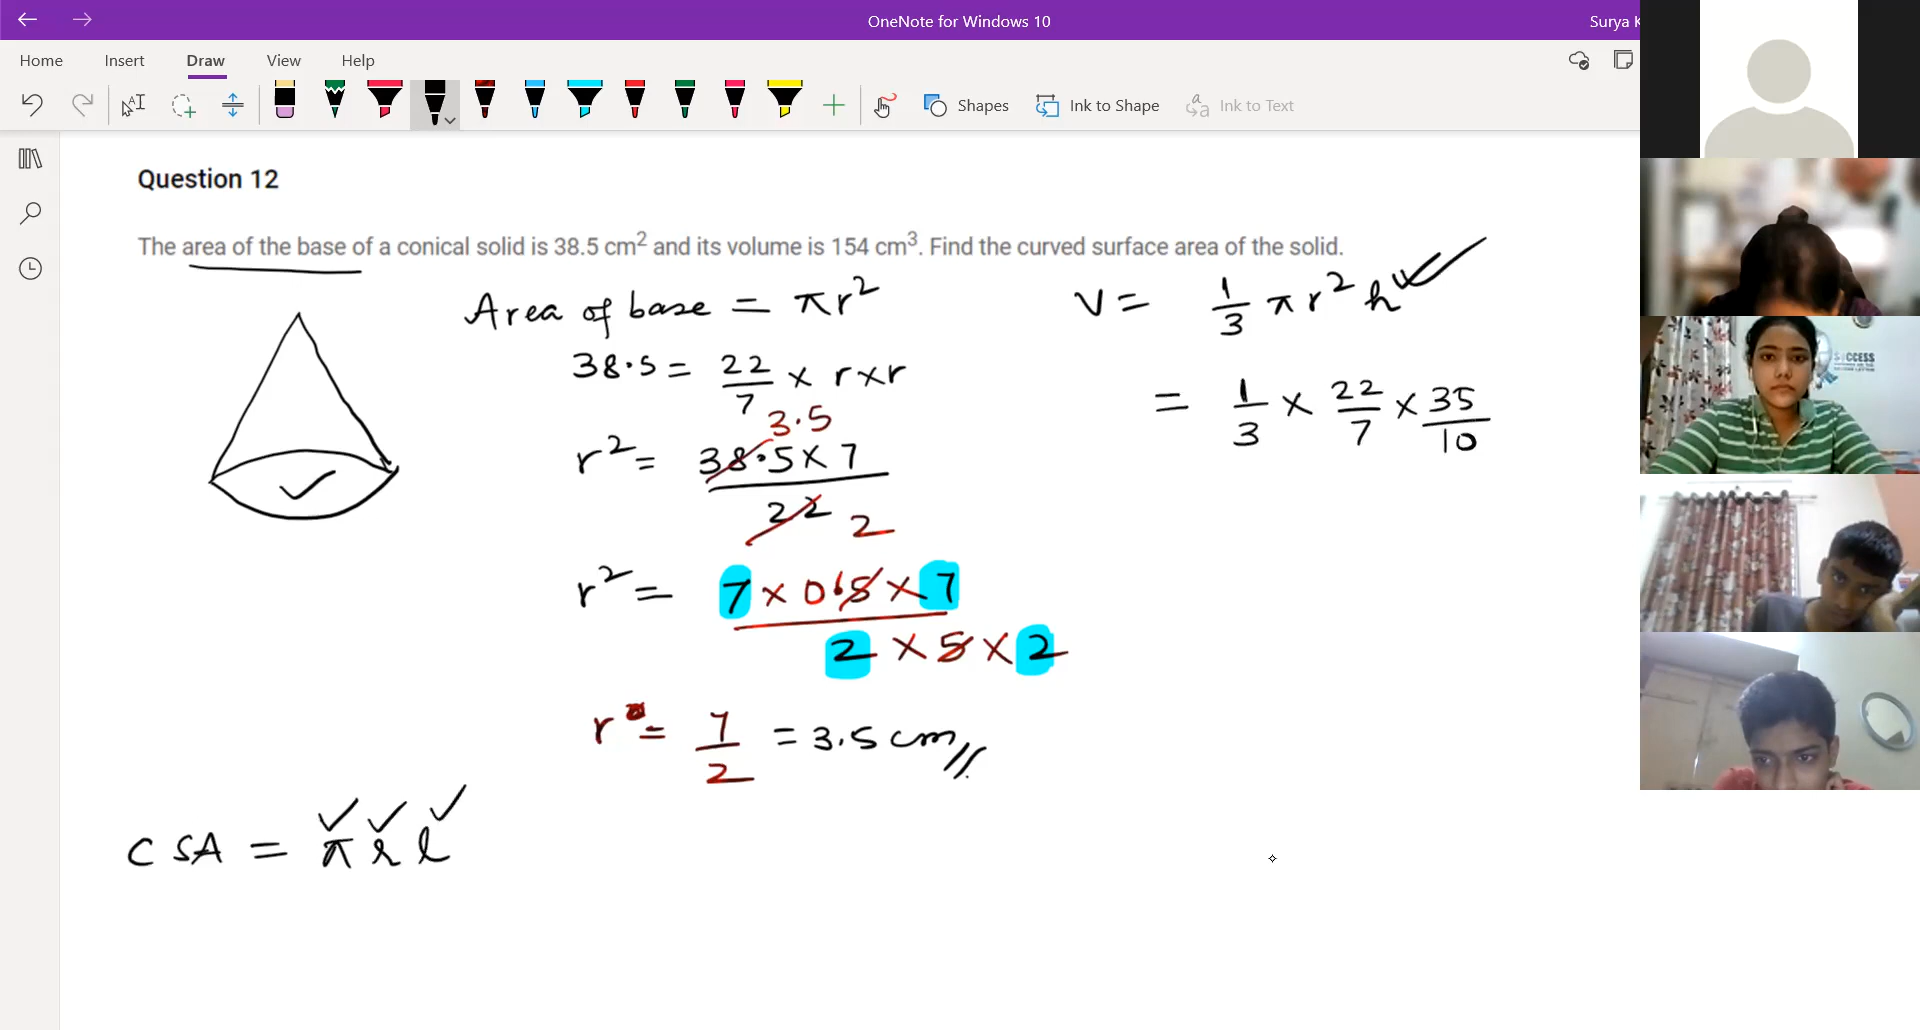 OneNote for Windows 10
Surya K
Home Insert Draw View Help
Shapes Ink to Shape Ink to Text
Question 12
The area of the base of a conical solid is 38.5 cm² and its volume is 154 cm³. Find the curved surface area of the solid.
Area of base = πr²
38.5 = 22/7 × r×r
3.5
r² = 38.5×7 / 22 2
r² = 7 × 0.5 × 7 / 2 × 5 × 2
r = 7/2 = 3.5 cm //
CSA = πrl
V = 1/3 πr²h
= 1/3 × 22/7 × 35/10
SUCCESS